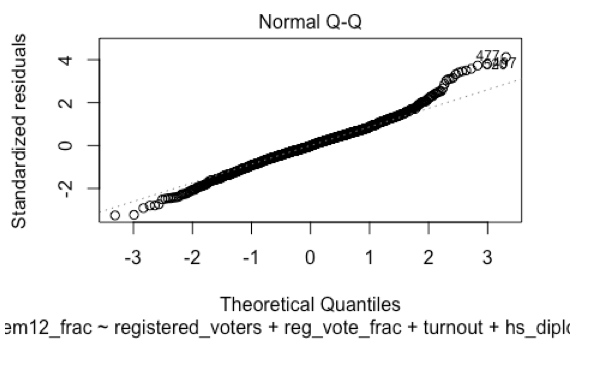 Normal Q-Q
Standardized residuals
4
2
0
-2
477
-3 -2 -1 0 1 2 3
Theoretical Quantiles
em12_frac ~ registered_voters + reg_vote_frac + turnout + hs_diplo